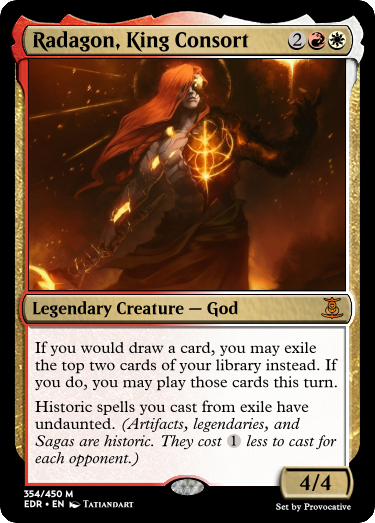 Radagon, King Consort 2
Legendary Creature — God
If you would draw a card, you may exile
the top two cards of your library instead. If
you do, you may play those cards this turn.
Historic spells you cast from exile have
undaunted. (Artifacts, legendaries, and
Sagas are historic. They cost 1 less to cast for
each opponent.)
4/4
354/450 M
EDR • EN Tatiandart
Set by Provocative